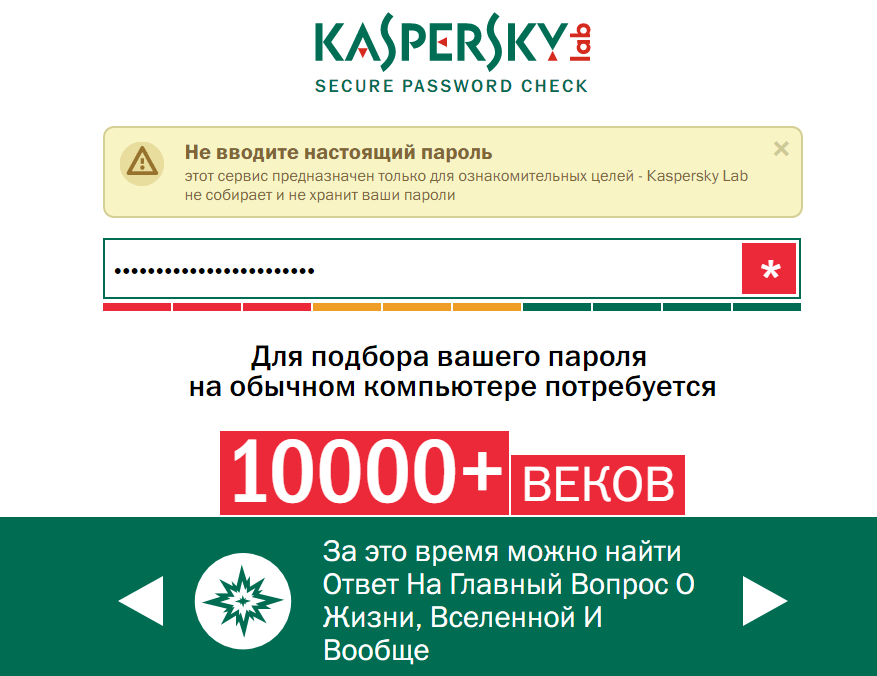 KASPERSKY lab
SECURE PASSWORD CHECK
Не вводите настоящий пароль
×
этот сервис предназначен только для ознакомительных целей - Kaspersky Lab
не собирает и не хранит ваши пароли
••••••••••••••••••••••••
*
Для подбора вашего пароля
на обычном компьютере потребуется
10000+ ВЕКОВ
За это время можно найти
Ответ На Главный Вопрос О
Жизни, Вселенной И
Вообще